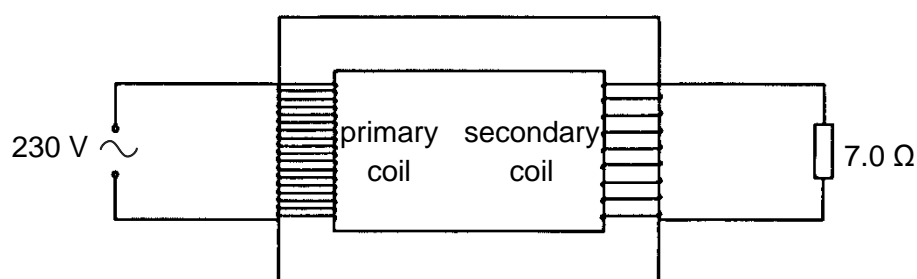 230 V
primary
coil
secondary
coil
7.0 Ω